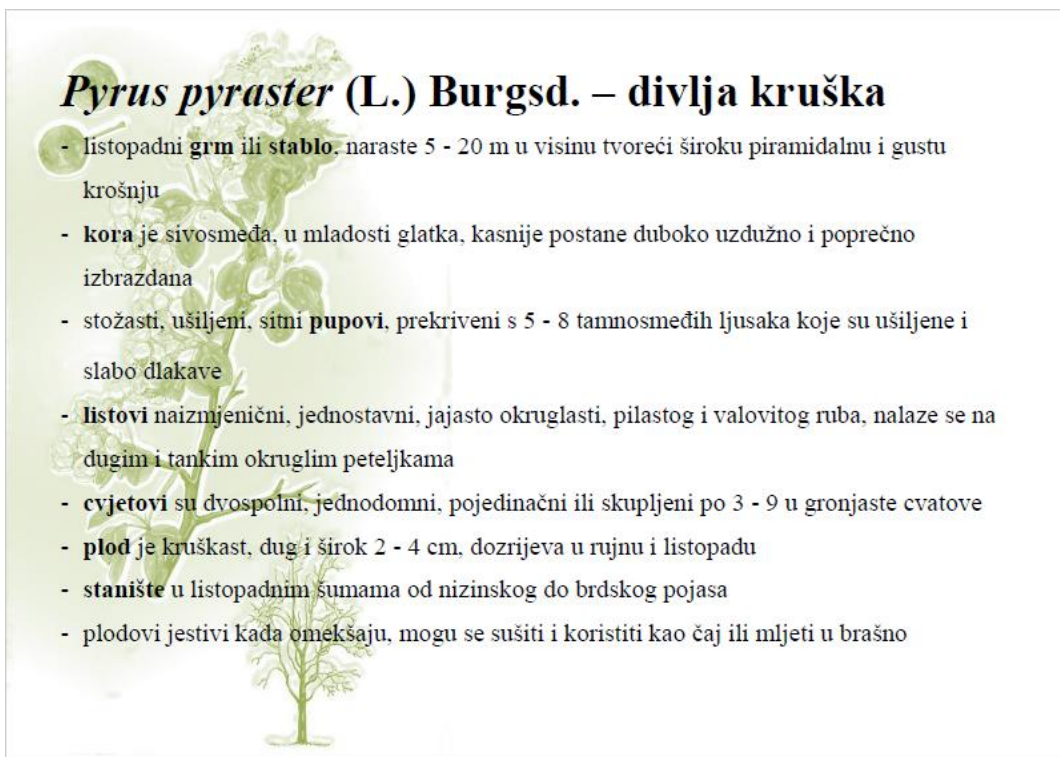 Pyrus pyraster (L.) Burgsd. – divlja kruška
- listopadni grm ili stablo, naraste 5 - 20 m u visinu tvoreći široku piramidalnu i gustu
krošnju
- kora je sivosmeđa, u mladosti glatka, kasnije postane duboko uzdužno i poprečno
izbrazdana
- stožasti, ušiljeni, sitni pupovi, prekriveni s 5 - 8 tamnosmeđih ljusaka koje su ušiljene i
slabo dlakave
- listovi naizmjenični, jednostavni, jajasto okruglasti, pilastog i valovitog ruba, nalaze se na
dugim i tankim okruglim peteljkama
- cvjetovi su dvospolni, jednodomni, pojedinačni ili skupljeni po 3 - 9 u gronjaste cvatove
- plod je kruškast, dug i širok 2 - 4 cm, dozrijeva u rujnu i listopadu
- stanište u listopadnim šumama od nizinskog do brdskog pojasa
- plodovi jestivi kada omekšaju, mogu se sušiti i koristiti kao čaj ili mljeti u brašno